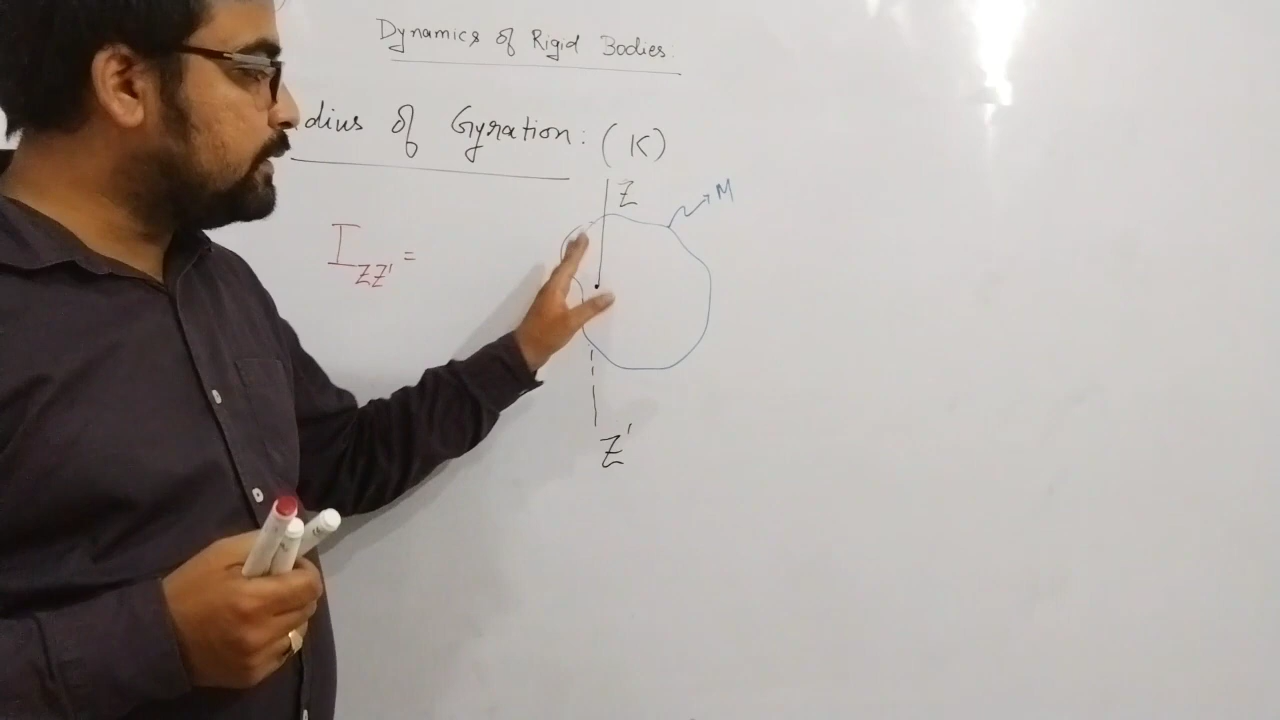 Dynamics of Rigid Bodies:
dius of Gyration: (K)
Z
M
I ZZ' =
Z'